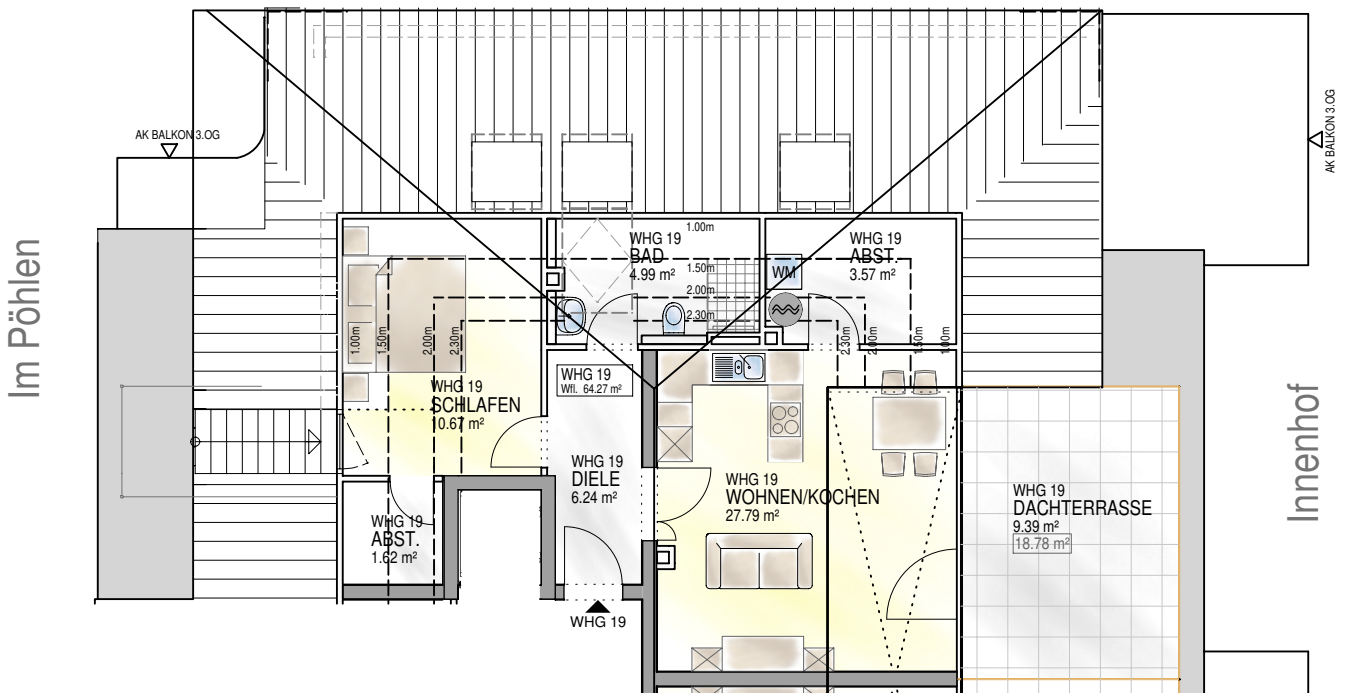 AK BALKON 3.OG
AK BALKON 3.OG
Im Pöhlen
Innenhof
WHG 19
BAD
4.99 m²
1.00m
1.50m
2.00m
2.30m
WHG 19
ABST.
3.57 m²
WM
1.00m
1.50m
2.00m
2.30m
2.30m
2.00m
1.50m
1.00m
WHG 19
SCHLAFEN
10.67 m²
WHG 19
Wfl. 64.27 m²
WHG 19
DIELE
6.24 m²
WHG 19
WOHNEN/KOCHEN
27.79 m²
WHG 19
DACHTERRASSE
9.39 m²
18.78 m²
WHG 19
ABST.
1.62 m²
WHG 19